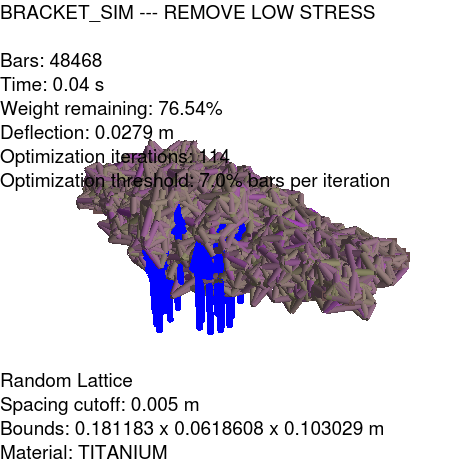 BRACKET_SIM --- REMOVE LOW STRESS
Bars: 48468
Time: 0.04 s
Weight remaining: 76.54%
Deflection: 0.0279 m
Optimization iterations: 114
Optimization threshold: 7.0% bars per iteration
Random Lattice
Spacing cutoff: 0.005 m
Bounds: 0.181183 x 0.0618608 x 0.103029 m
Material: TITANIUM